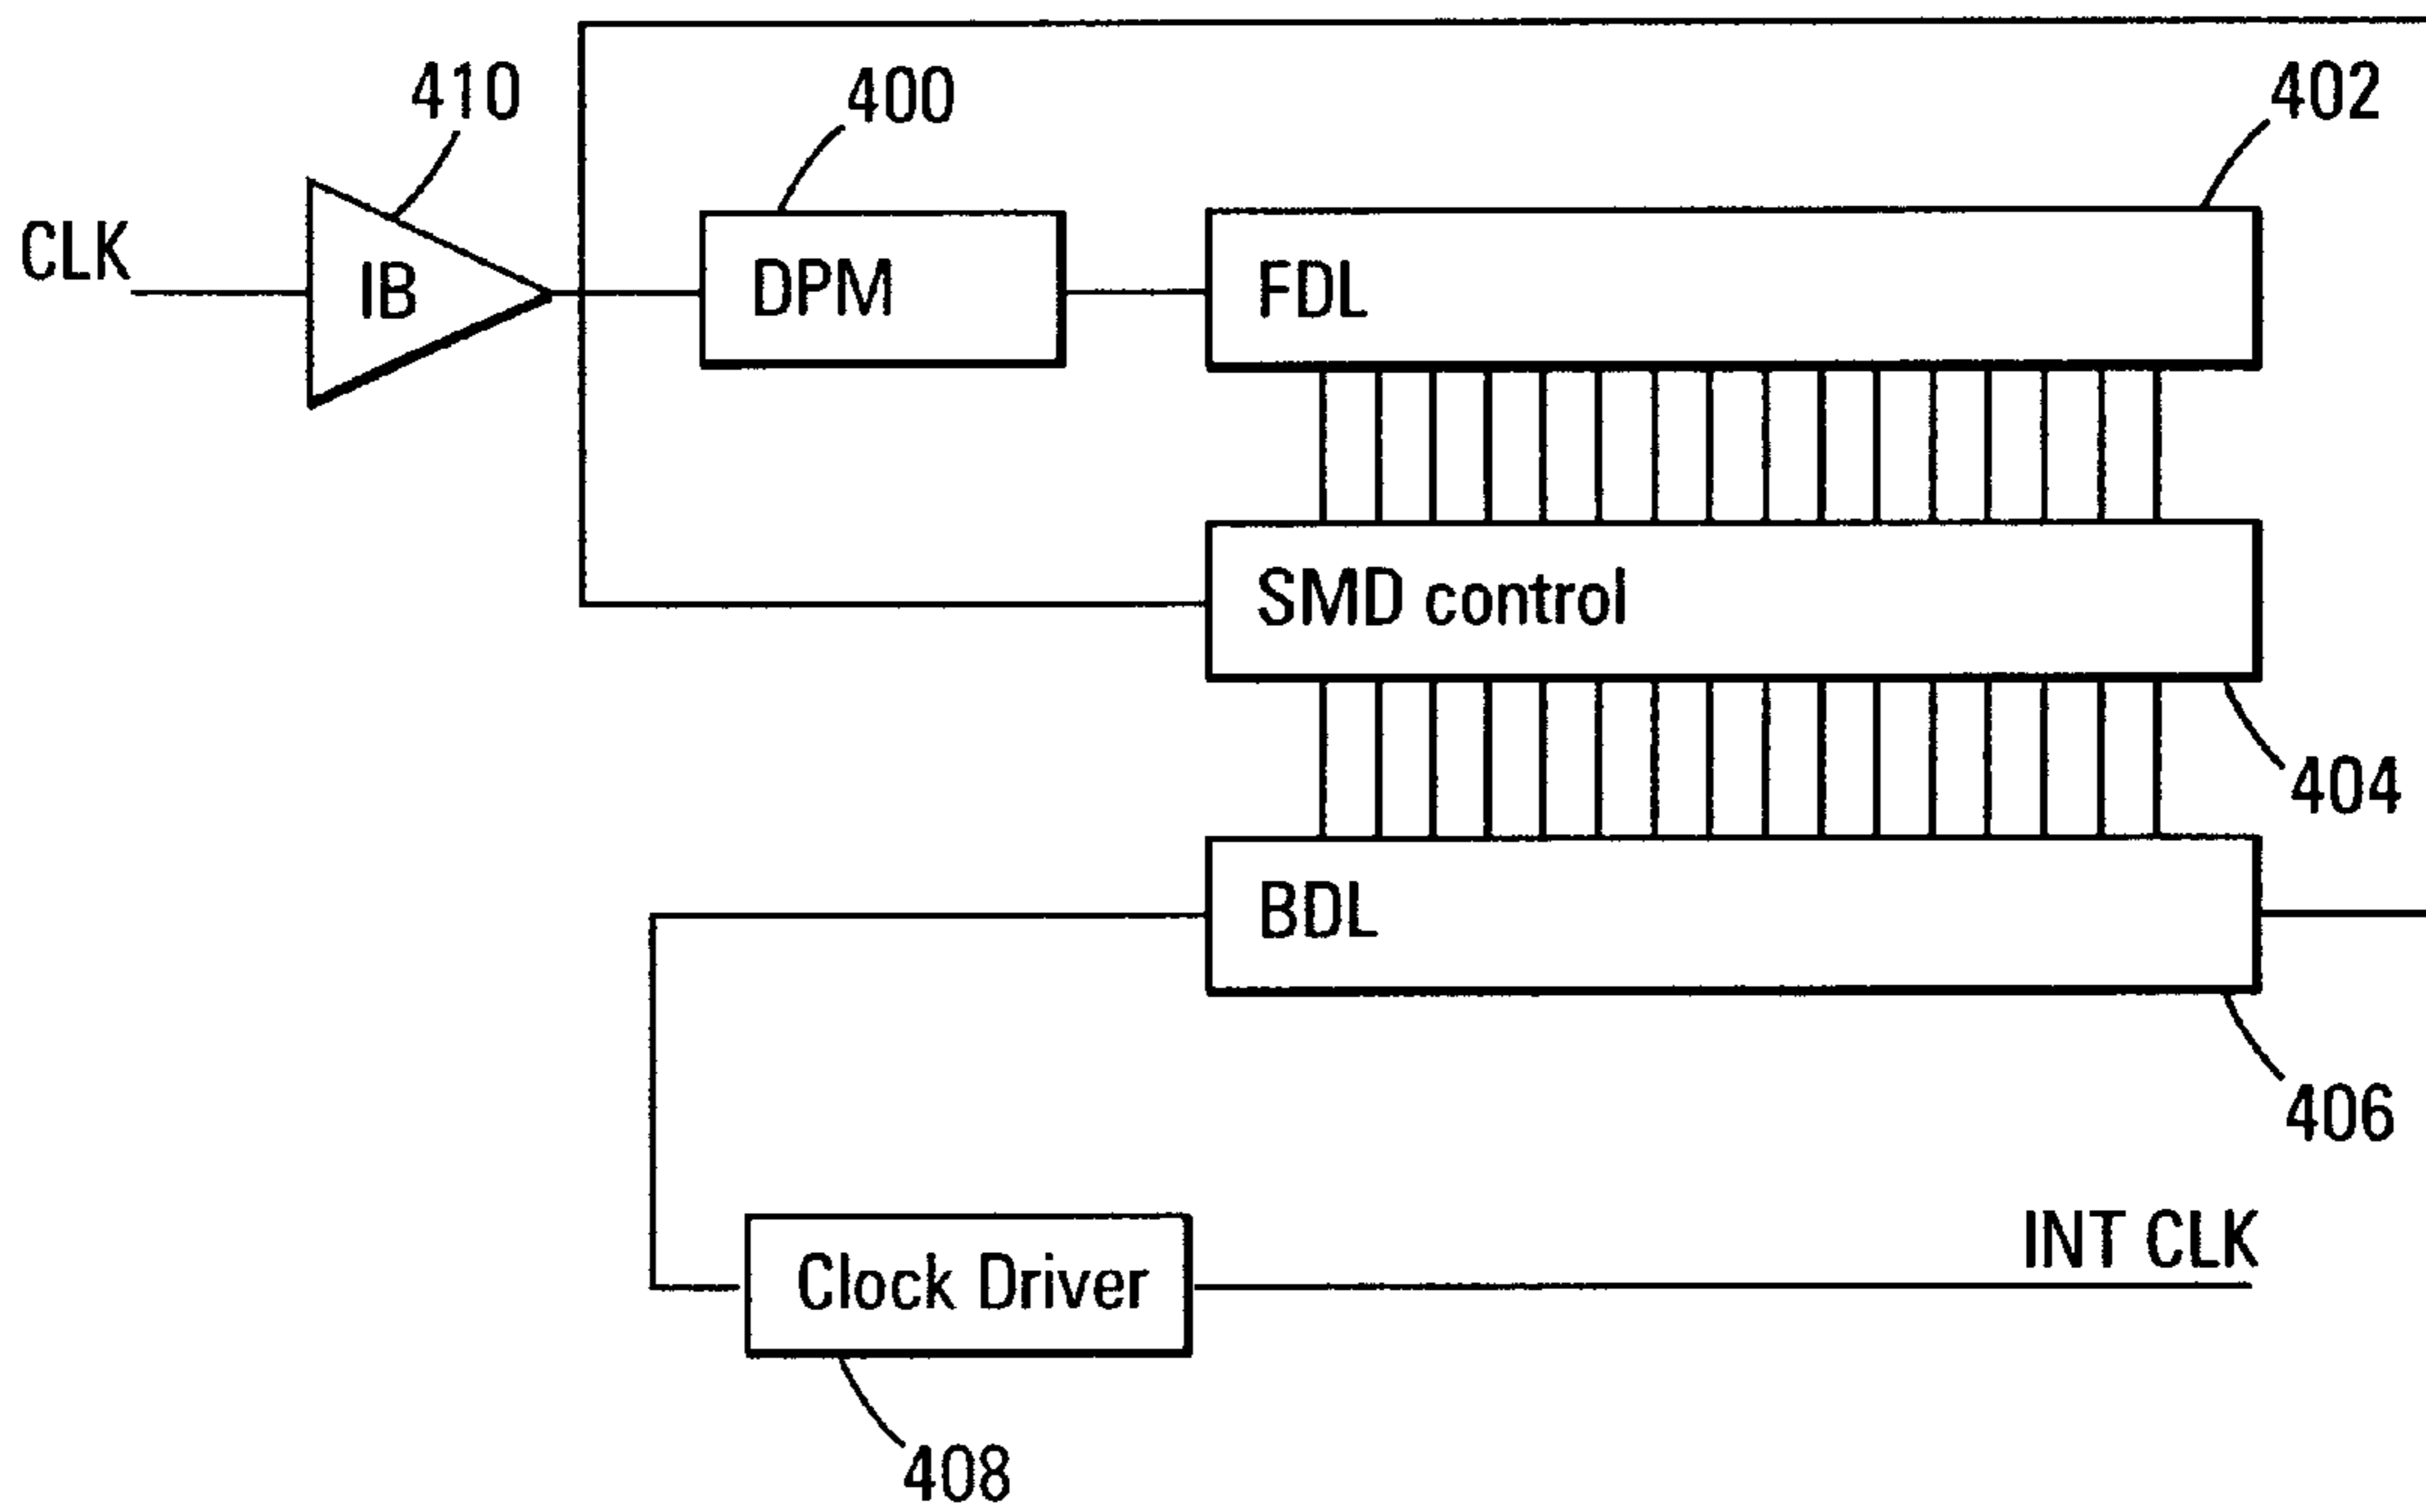 410
400
402
CLK
IB
DPM
FDL
SMD control
404
BDL
406
INT CLK
Clock Driver
408